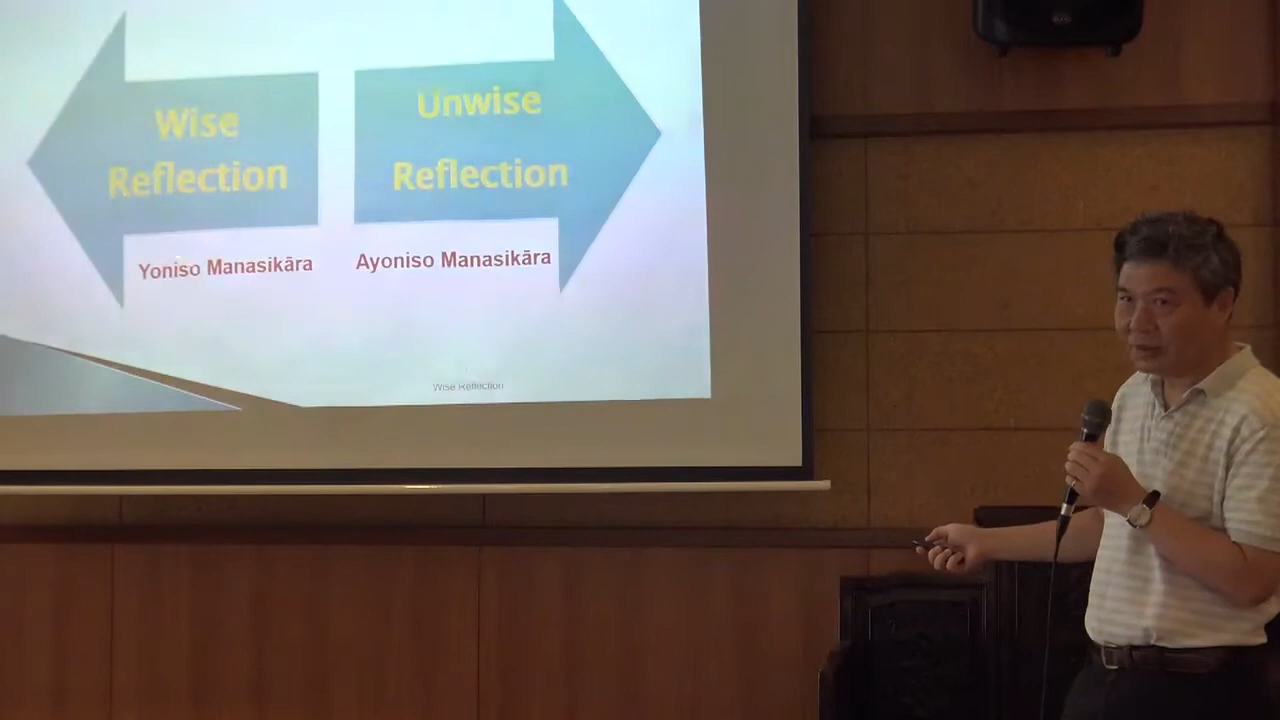 Wise
Reflection
Unwise
Reflection
Yoniso Manasikāra
Ayoniso Manasikāra
Wise Reflection